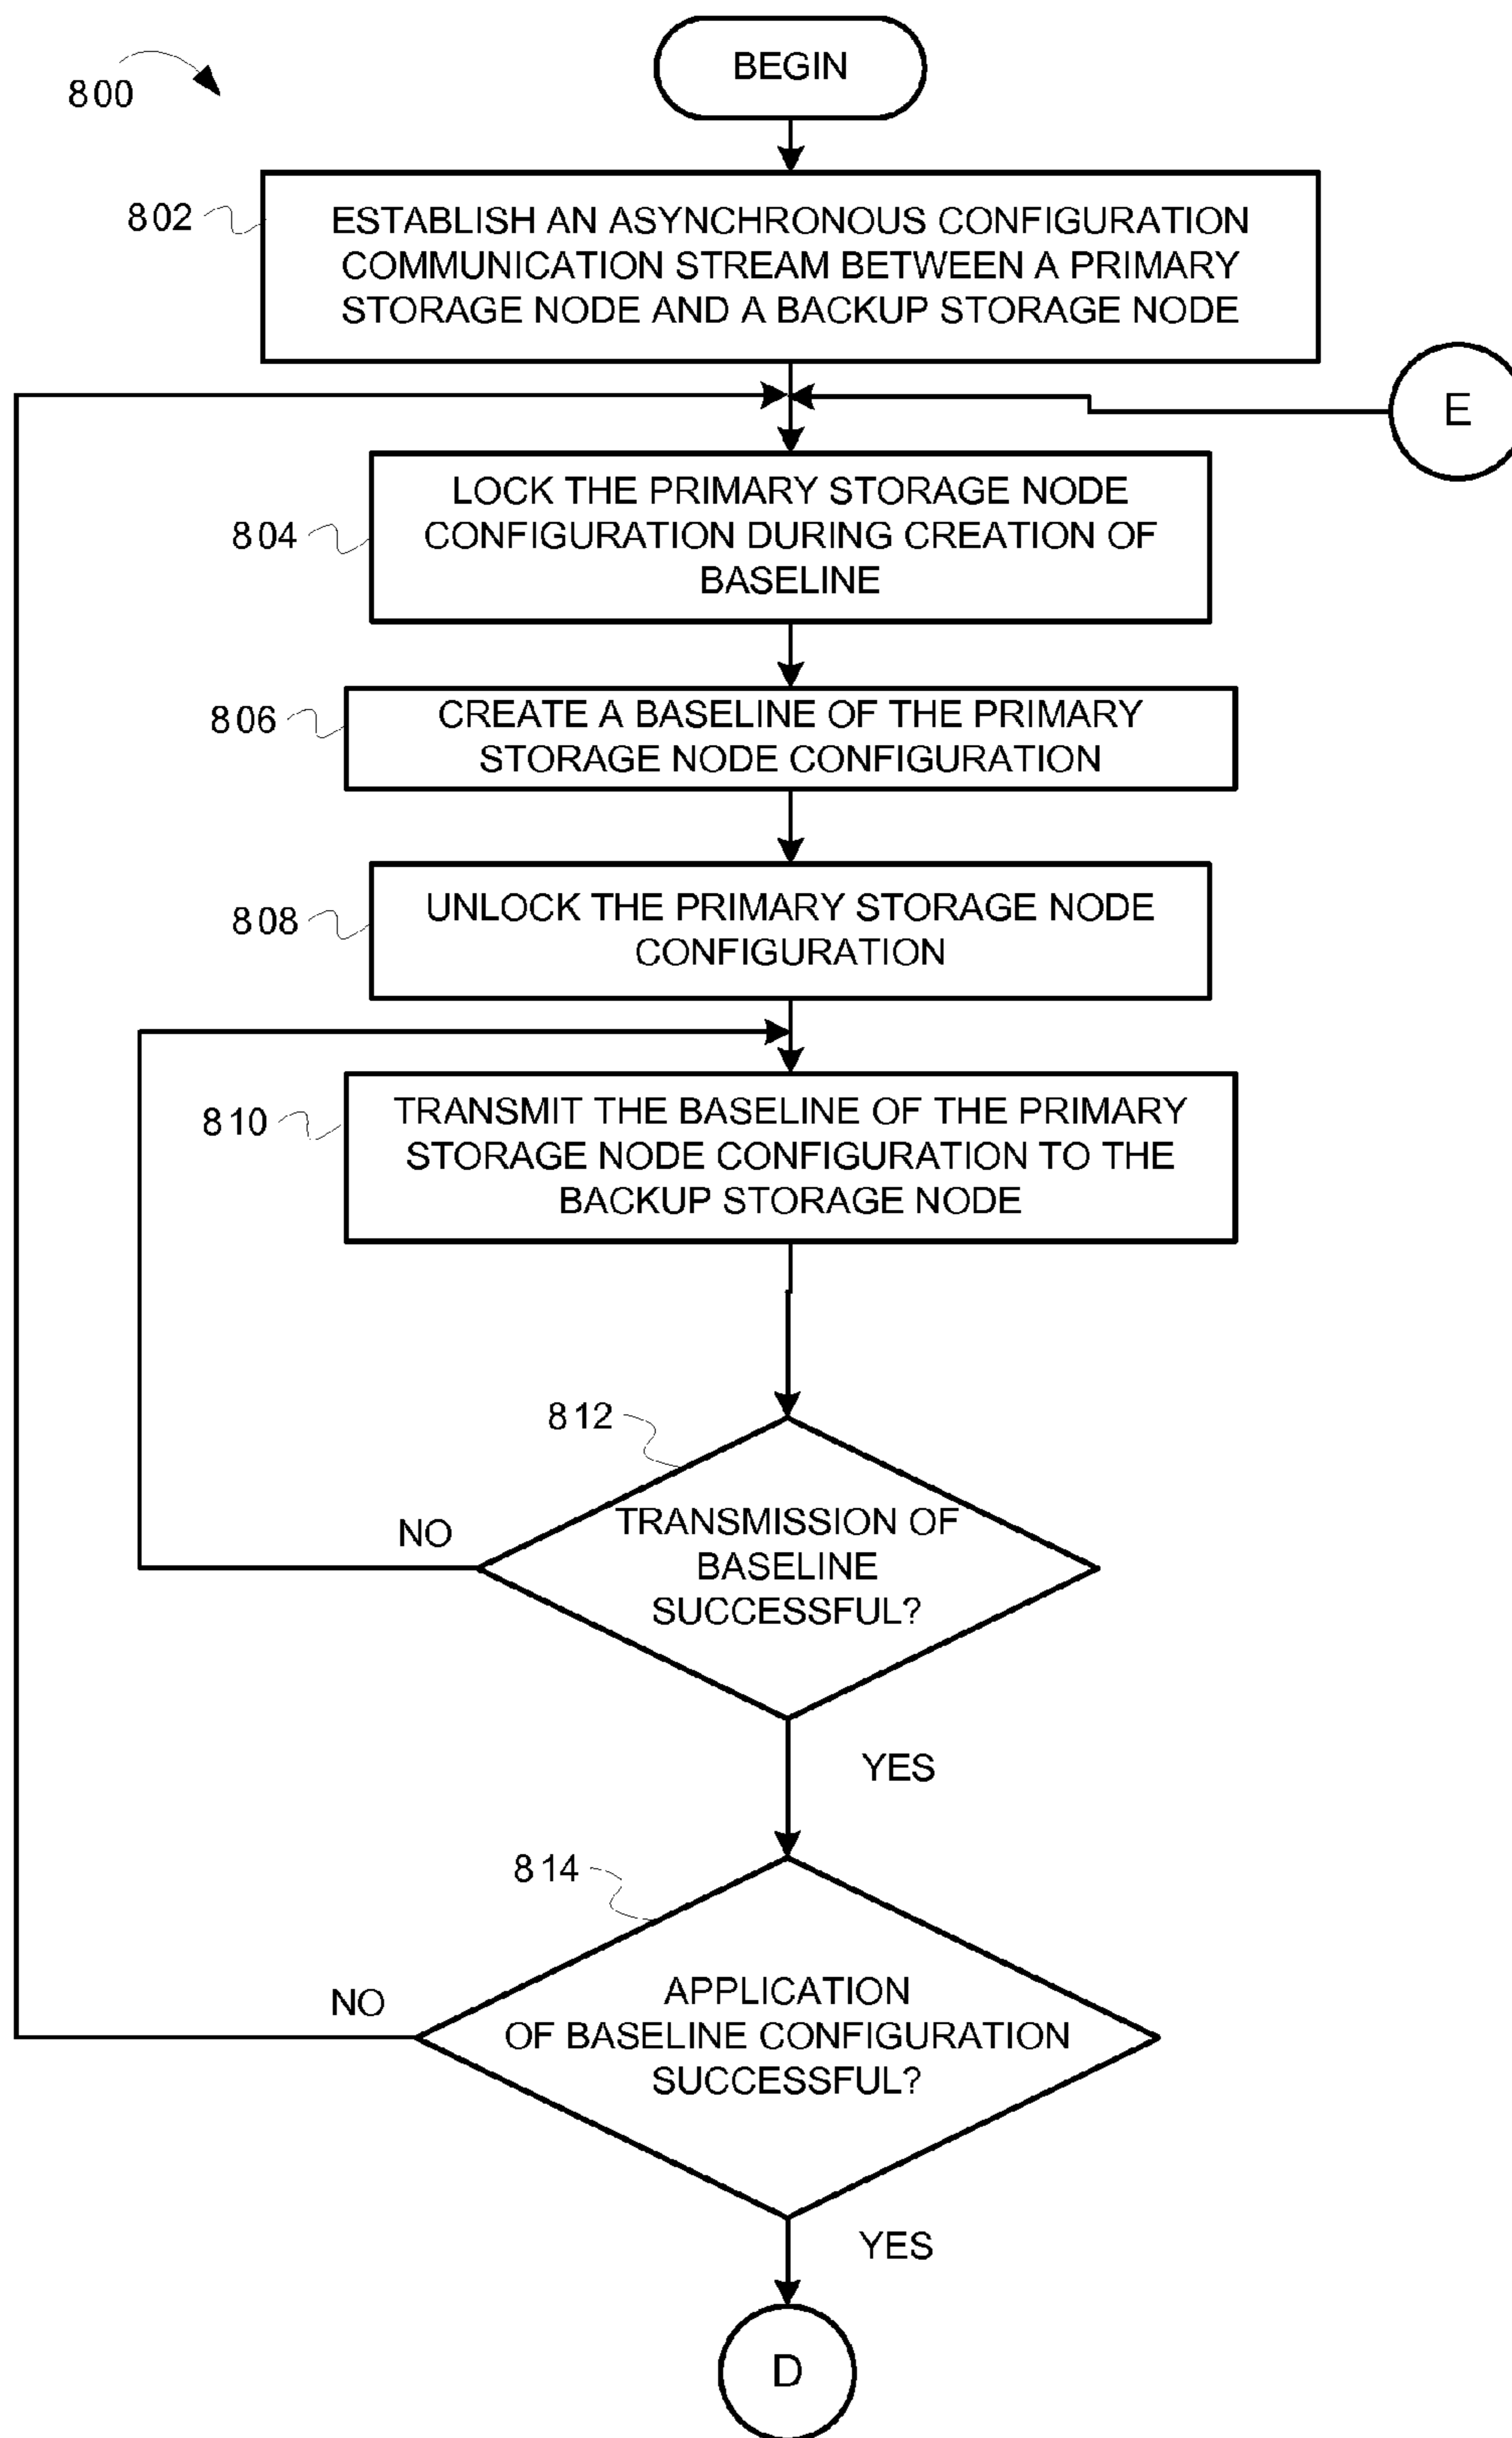 BEGIN
800
802
ESTABLISH AN ASYNCHRONOUS CONFIGURATION
COMMUNICATION STREAM BETWEEN A PRIMARY
STORAGE NODE AND A BACKUP STORAGE NODE
E
804
LOCK THE PRIMARY STORAGE NODE
CONFIGURATION DURING CREATION OF
BASELINE
806
CREATE A BASELINE OF THE PRIMARY
STORAGE NODE CONFIGURATION
808
UNLOCK THE PRIMARY STORAGE NODE
CONFIGURATION
810
TRANSMIT THE BASELINE OF THE PRIMARY
STORAGE NODE CONFIGURATION TO THE
BACKUP STORAGE NODE
812
NO
TRANSMISSION OF
BASELINE
SUCCESSFUL?
YES
814
NO
APPLICATION
OF BASELINE CONFIGURATION
SUCCESSFUL?
YES
D